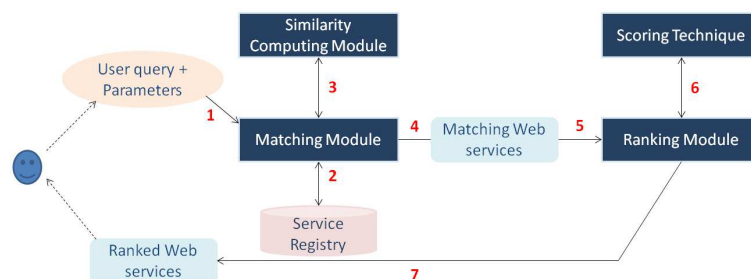 Similarity
Computing Module
Scoring Technique
User query +
Parameters
3
6
1
Matching Module
4
Matching Web
services
5
Ranking Module
2
Service
Registry
Ranked Web
services
7